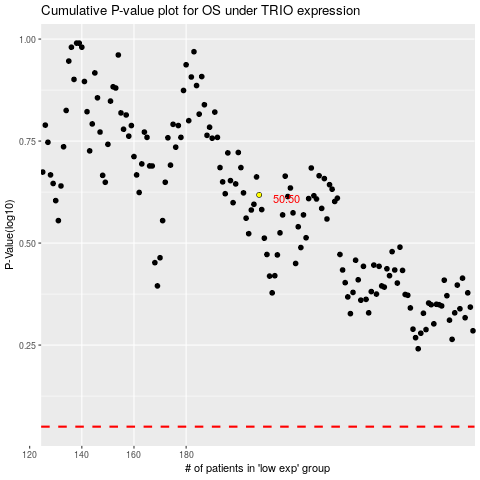 Cumulative P-value plot for OS under TRIO expression
P-Value(log10)
1.00
0.75
0.50
0.25
50:50
120 140 160 180
# of patients in 'low exp' group